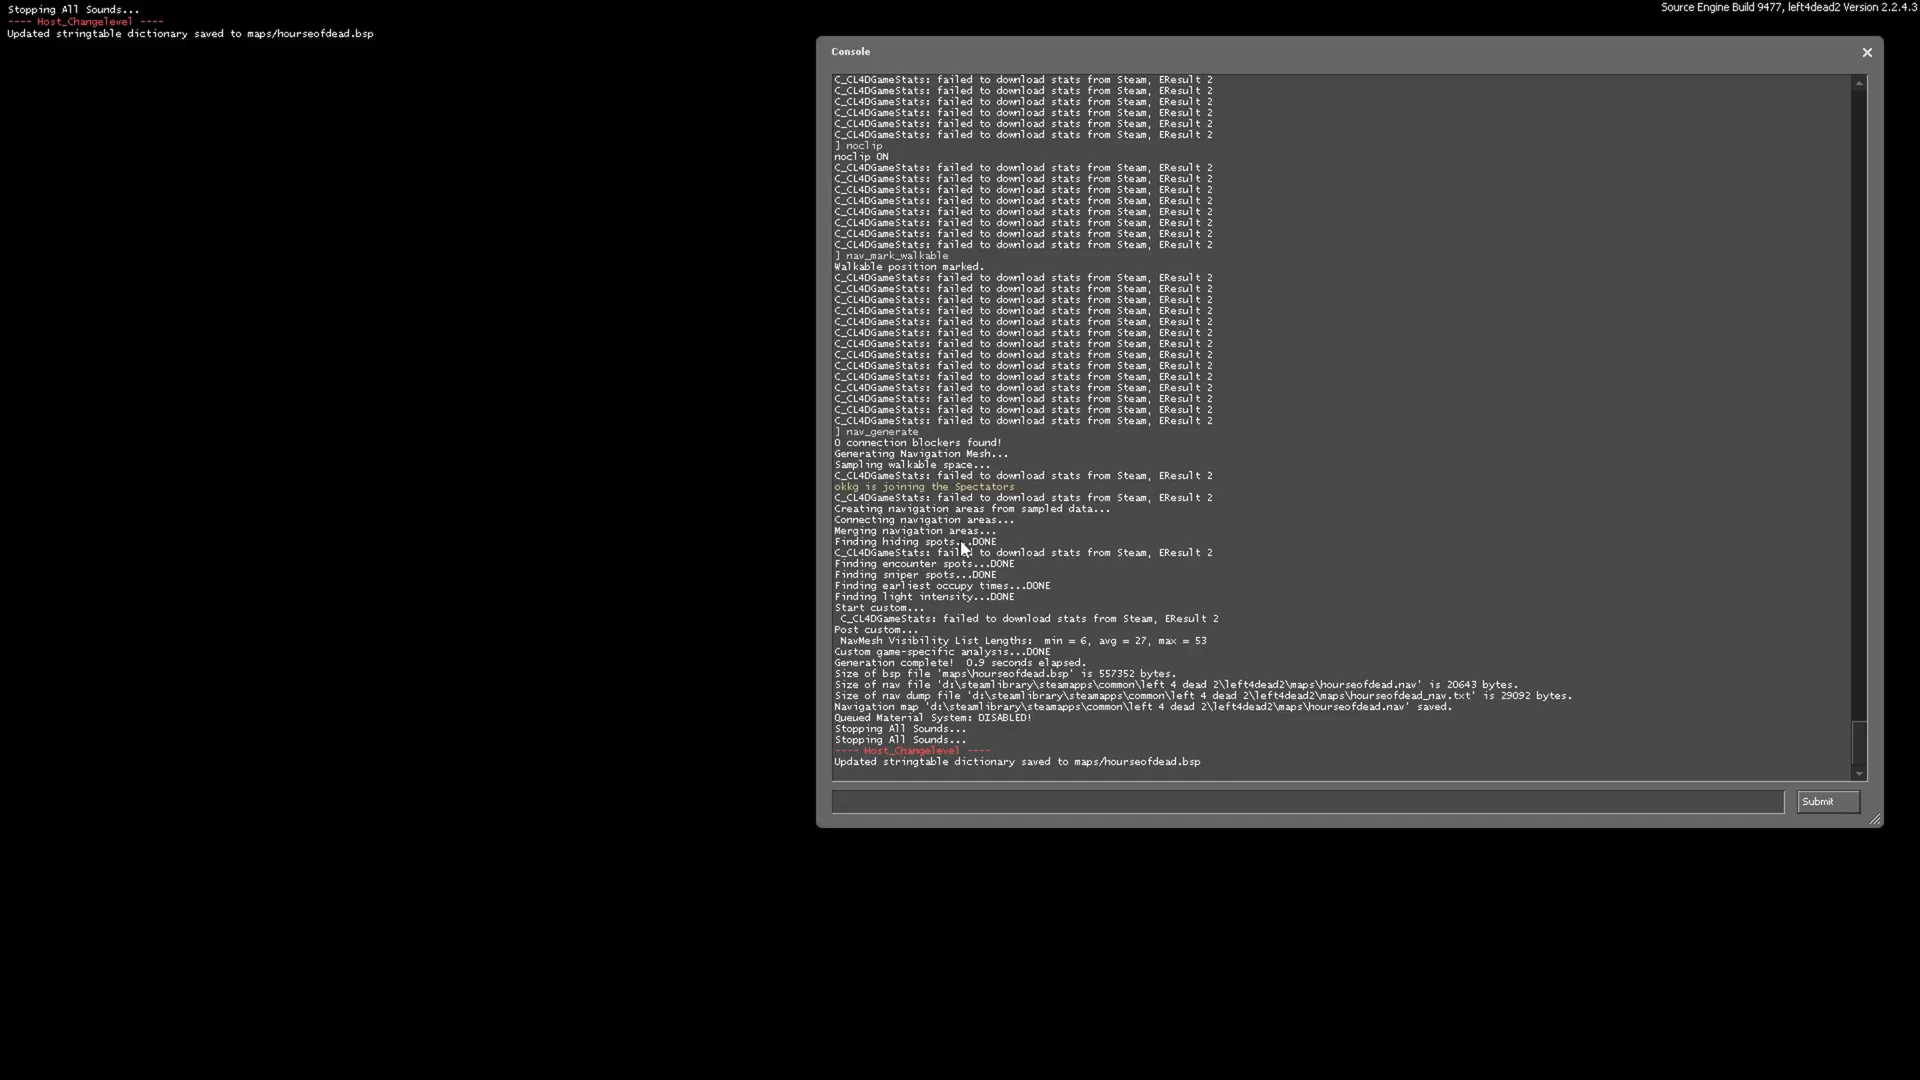 Stopping All Sounds...
---- Host_Changelevel ----
Updated stringtable dictionary saved to maps/hourseofdead.bsp
Source Engine Build 9477, left4dead2 Version 2.2.4.3
Console
C_CL4DGameStats: failed to download stats from Steam, EResult 2
C_CL4DGameStats: failed to download stats from Steam, EResult 2
C_CL4DGameStats: failed to download stats from Steam, EResult 2
C_CL4DGameStats: failed to download stats from Steam, EResult 2
C_CL4DGameStats: failed to download stats from Steam, EResult 2
C_CL4DGameStats: failed to download stats from Steam, EResult 2
] noclip
noclip ON
C_CL4DGameStats: failed to download stats from Steam, EResult 2
C_CL4DGameStats: failed to download stats from Steam, EResult 2
C_CL4DGameStats: failed to download stats from Steam, EResult 2
C_CL4DGameStats: failed to download stats from Steam, EResult 2
C_CL4DGameStats: failed to download stats from Steam, EResult 2
C_CL4DGameStats: failed to download stats from Steam, EResult 2
C_CL4DGameStats: failed to download stats from Steam, EResult 2
C_CL4DGameStats: failed to download stats from Steam, EResult 2
] nav_mark_walkable
Walkable position marked.
C_CL4DGameStats: failed to download stats from Steam, EResult 2
C_CL4DGameStats: failed to download stats from Steam, EResult 2
C_CL4DGameStats: failed to download stats from Steam, EResult 2
C_CL4DGameStats: failed to download stats from Steam, EResult 2
C_CL4DGameStats: failed to download stats from Steam, EResult 2
C_CL4DGameStats: failed to download stats from Steam, EResult 2
C_CL4DGameStats: failed to download stats from Steam, EResult 2
C_CL4DGameStats: failed to download stats from Steam, EResult 2
C_CL4DGameStats: failed to download stats from Steam, EResult 2
C_CL4DGameStats: failed to download stats from Steam, EResult 2
C_CL4DGameStats: failed to download stats from Steam, EResult 2
C_CL4DGameStats: failed to download stats from Steam, EResult 2
C_CL4DGameStats: failed to download stats from Steam, EResult 2
C_CL4DGameStats: failed to download stats from Steam, EResult 2
] nav_generate
0 connection blockers found!
Generating Navigation Mesh...
Sampling walkable space...
C_CL4DGameStats: failed to download stats from Steam, EResult 2
okkg is joining the Spectators
C_CL4DGameStats: failed to download stats from Steam, EResult 2
Creating navigation areas from sampled data...
Connecting navigation areas...
Merging navigation areas...
Finding hiding spots...DONE
C_CL4DGameStats: failed to download stats from Steam, EResult 2
Finding encounter spots...DONE
Finding sniper spots...DONE
Finding earliest occupy times...DONE
Finding light intensity...DONE
Start custom...
C_CL4DGameStats: failed to download stats from Steam, EResult 2
Post custom...
NavMesh Visibility List Lengths:  min = 6, avg = 27, max = 53
Custom game-specific analysis...DONE
Generation complete!  0.9 seconds elapsed.
Size of bsp file 'maps\hourseofdead.bsp' is 557352 bytes.
Size of nav file 'd:\steamlibrary\steamapps\common\left 4 dead 2\left4dead2\maps\hourseofdead.nav' is 20643 bytes.
Size of nav dump file 'd:\steamlibrary\steamapps\common\left 4 dead 2\left4dead2\maps\hourseofdead_nav.txt' is 29092 bytes.
Navigation map 'd:\steamlibrary\steamapps\common\left 4 dead 2\left4dead2\maps\hourseofdead.nav' saved.
Queued Material System: DISABLED!
Stopping All Sounds...
Stopping All Sounds...
---- Host_Changelevel ----
Updated stringtable dictionary saved to maps/hourseofdead.bsp
Submit